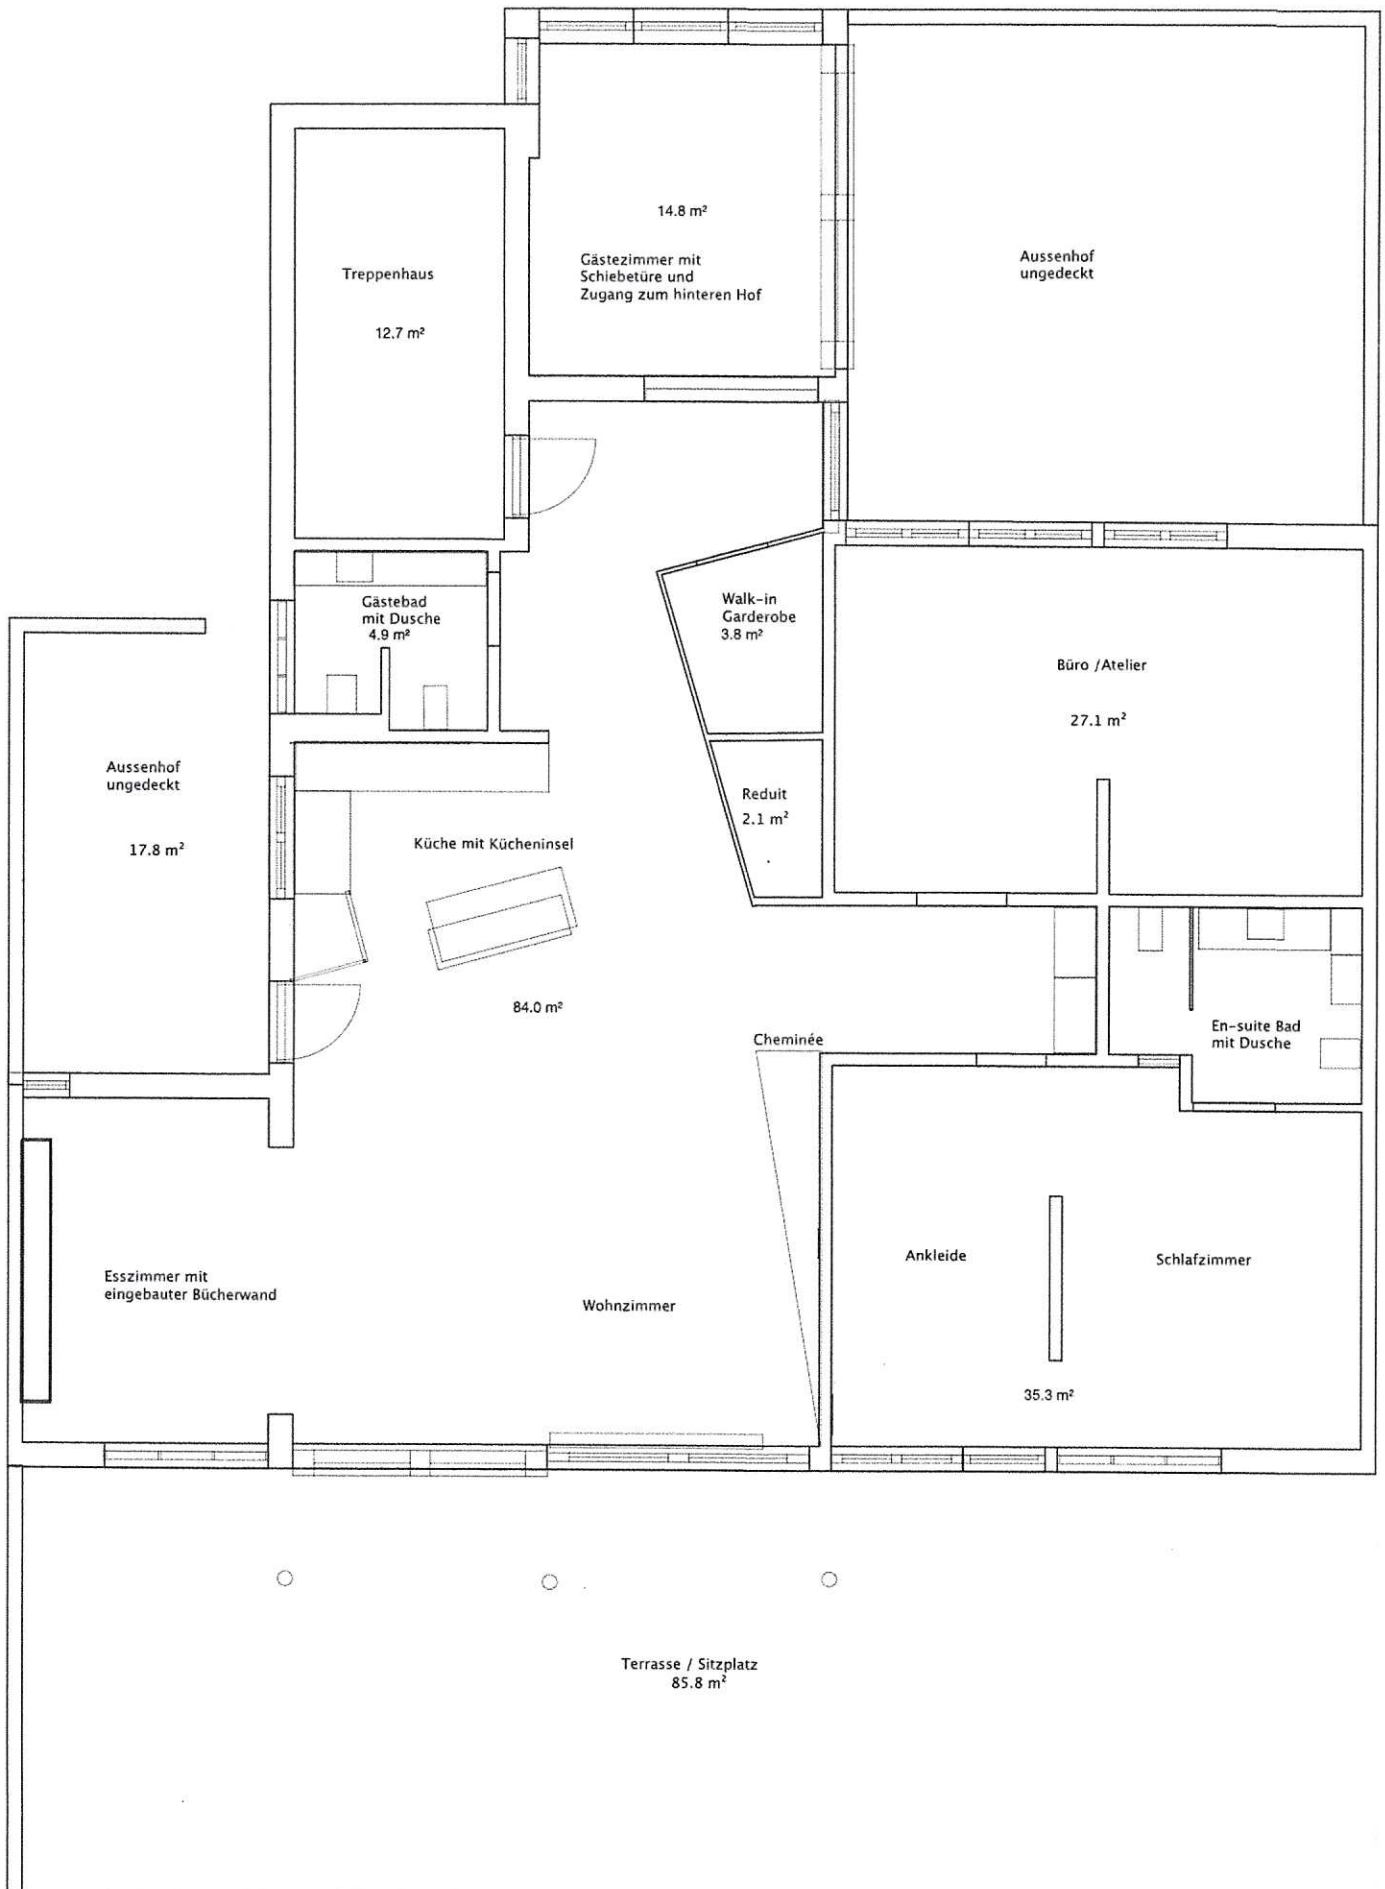 14.8 m²
Gästezimmer mit
Schiebetüre und
Zugang zum hinteren Hof
Treppenhaus
12.7 m²
Aussenhof
ungedeckt
Gästebad
mit Dusche
4.9 m²
Walk-in
Garderobe
3.8 m²
Büro /Atelier
27.1 m²
Aussenhof
ungedeckt
17.8 m²
Reduit
2.1 m²
Küche mit Kücheninsel
84.0 m²
Cheminée
En-suite Bad
mit Dusche
Esszimmer mit
eingebauter Bücherwand
Wohnzimmer
Ankleide
Schlafzimmer
35.3 m²
Terrasse / Sitzplatz
85.8 m²